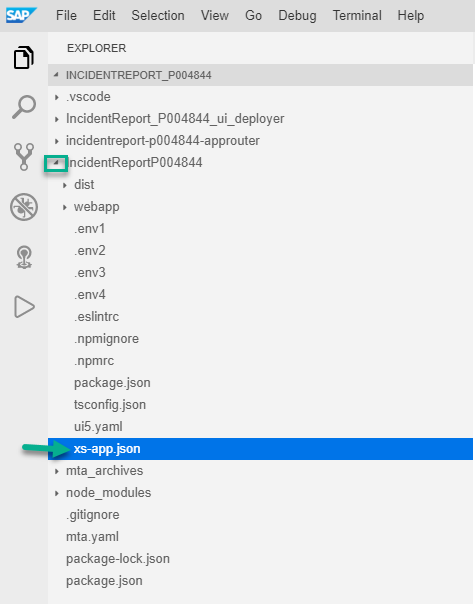 SAP File Edit Selection View Go Debug Terminal Help
EXPLORER
INCIDENTREPORT_P004844
.vscode
IncidentReport_P004844_ui_deployer
incidentreport-p004844-approuter
IncidentReportP004844
dist
webapp
.env1
.env2
.env3
.env4
.eslintrc
.npmignore
.npmrc
package.json
tsconfig.json
ui5.yaml
xs-app.json
mta_archives
node_modules
.gitignore
mta.yaml
package-lock.json
package.json